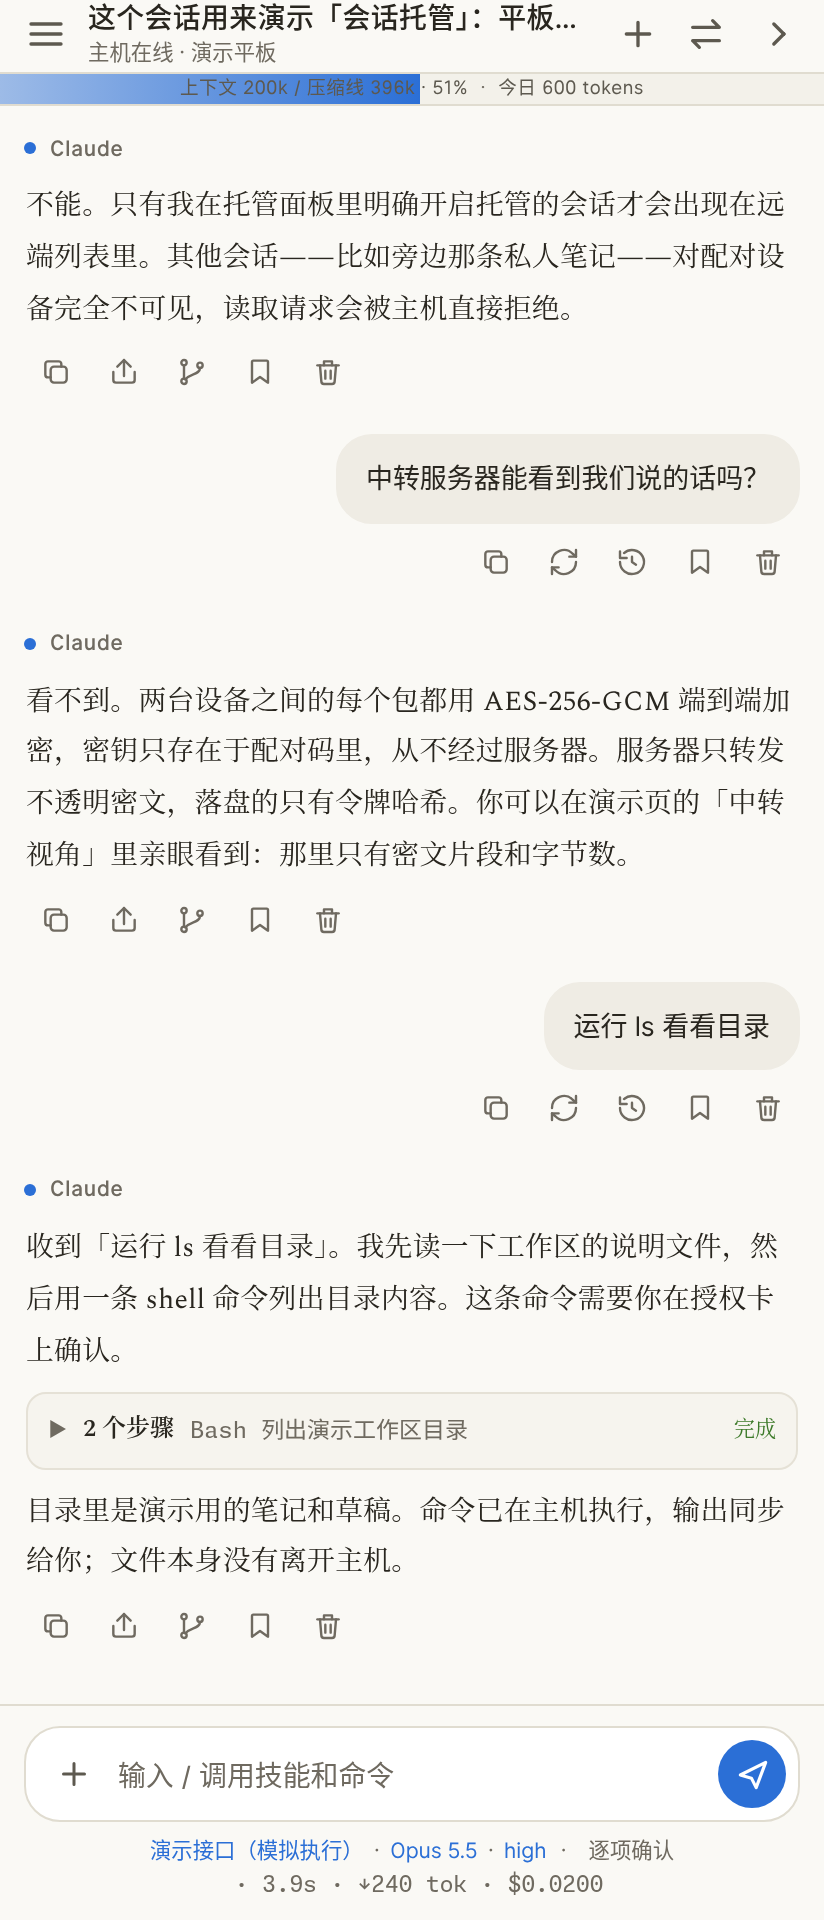 这个会话用来演示「会话托管」：平板...
主机在线 · 演示平板
上下文 200k / 压缩线 396k · 51% · 今日 600 tokens
Claude
不能。只有我在托管面板里明确开启托管的会话才会出现在远
端列表里。其他会话——比如旁边那条私人笔记——对配对设
备完全不可见，读取请求会被主机直接拒绝。
中转服务器能看到我们说的话吗？
Claude
看不到。两台设备之间的每个包都用 AES-256-GCM 端到端加
密，密钥只存在于配对码里，从不经过服务器。服务器只转发
不透明密文，落盘的只有令牌哈希。你可以在演示页的「中转
视角」里亲眼看到：那里只有密文片段和字节数。
运行 ls 看看目录
Claude
收到「运行 ls 看看目录」。我先读一下工作区的说明文件，然
后用一条 shell 命令列出目录内容。这条命令需要你在授权卡
上确认。
2 个步骤 Bash 列出演示工作区目录 完成
目录里是演示用的笔记和草稿。命令已在主机执行，输出同步
给你；文件本身没有离开主机。
输入 / 调用技能和命令
演示接口（模拟执行） · Opus 5.5 · high · 逐项确认
· 3.9s · ↓240 tok · $0.0200